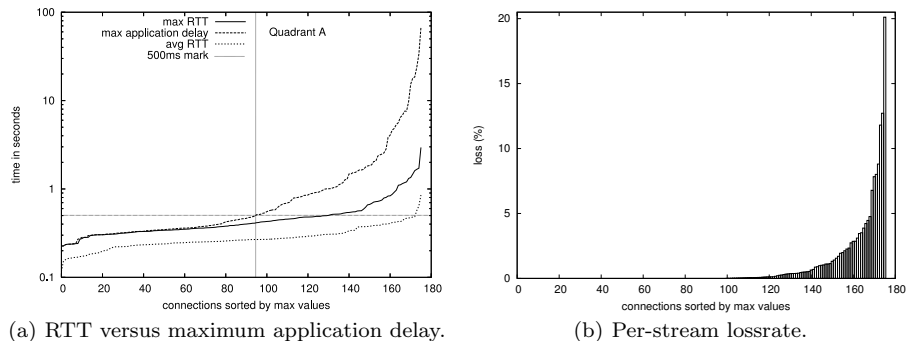 100
10
1
0.1
time in seconds
max RTT
max application delay
avg RTT
500ms mark
Quadrant A
0 20 40 60 80 100 120 140 160 180
connections sorted by max values
(a) RTT versus maximum application delay.
20
15
10
5
0
loss (%)
0 20 40 60 80 100 120 140 160 180
connections sorted by max values
(b) Per-stream lossrate.